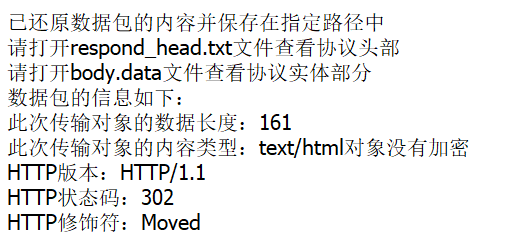 已还原数据包的内容并保存在指定路径中
请打开respond_head.txt文件查看协议头部
请打开body.data文件查看协议实体部分
数据包的信息如下：
此次传输对象的数据长度：161
此次传输对象的内容类型：text/html对象没有加密
HTTP版本：HTTP/1.1
HTTP状态码：302
HTTP修饰符：Moved